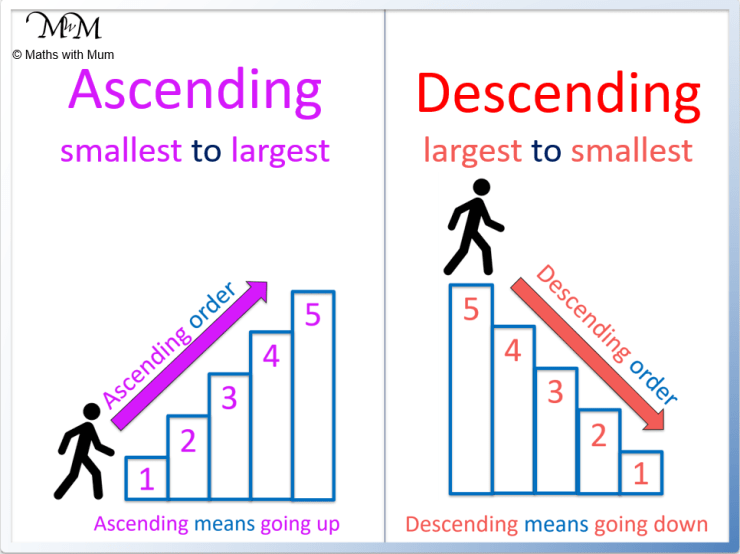 MWM
© Maths with Mum
Ascending
smallest to largest
Ascending order
1
2
3
4
5
Ascending means going up
Descending
largest to smallest
Descending order
5
4
3
2
1
Descending means going down